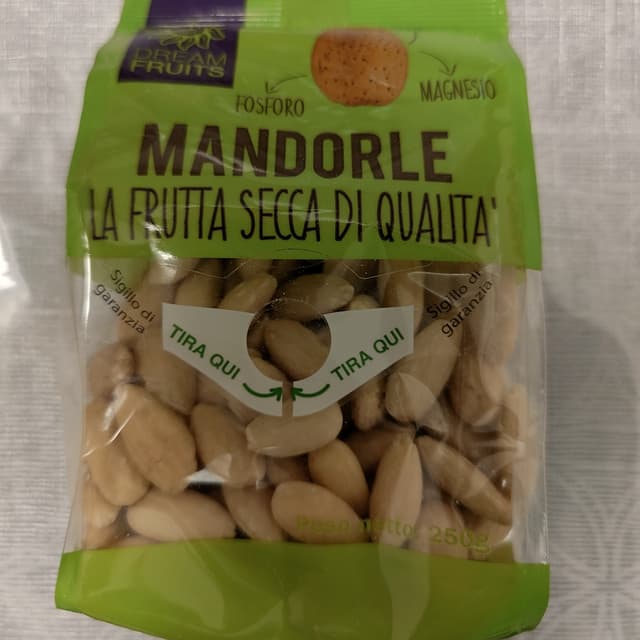 DREAM
FRUITS
FOSFORO
MAGNESIO
MANDORLE
LA FRUTTA SECCA DI QUALITA'
Sigillo di
garanzia
Sigillo di
garanzia
TIRA QUI
TIRA QUI
Peso netto: 250g